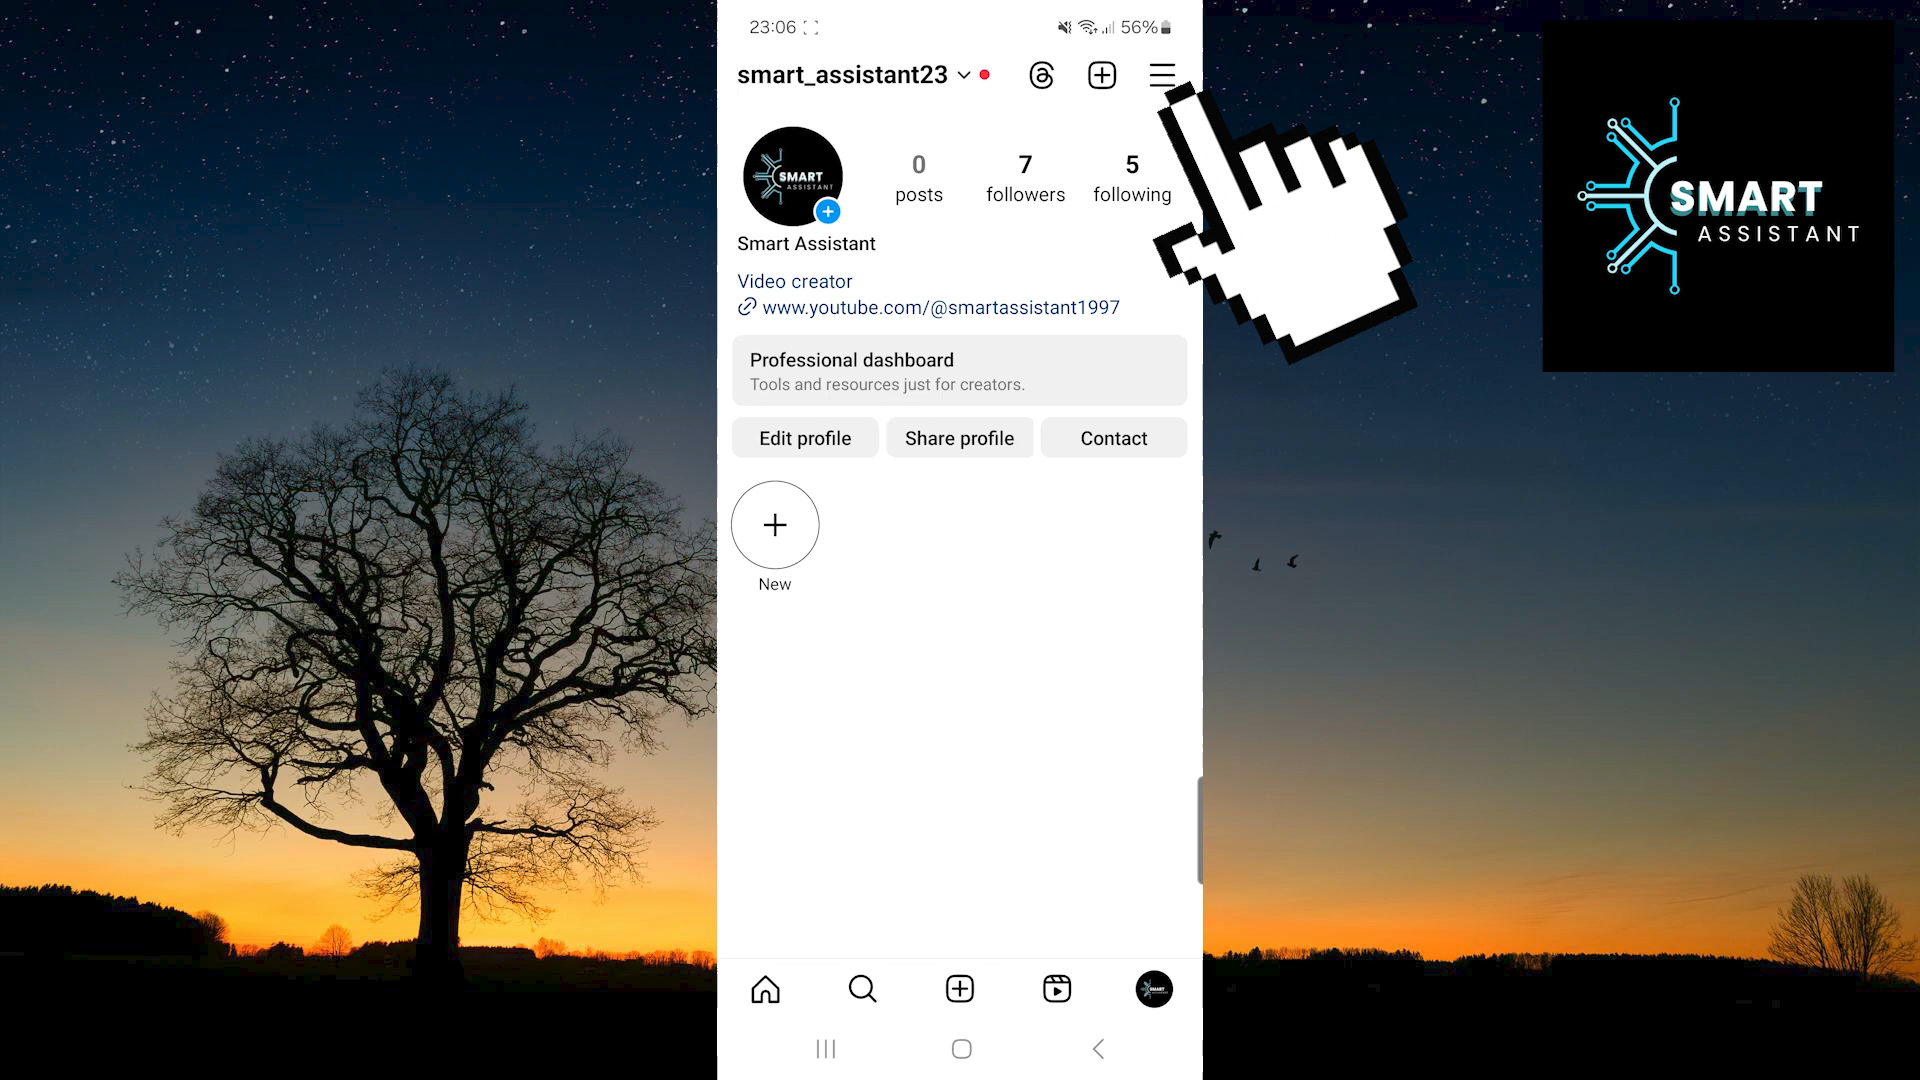 23:06
56%
smart_assistant23
SMART
ASSISTANT
0
7
5
posts
followers
following
Smart Assistant
Video creator
www.youtube.com/@smartassistant1997
Professional dashboard
Tools and resources just for creators.
Edit profile
Share profile
Contact
New
SMART
ASSISTANT
SMART